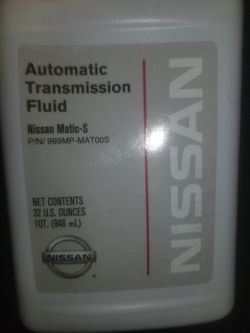 Automatic
Transmission
Fluid
Nissan Matic-S
P/N/ 999MP-MAT00S
NET CONTENTS
32 U.S. OUNCES
1QT. (946 mL)
NISSAN
NISSAN